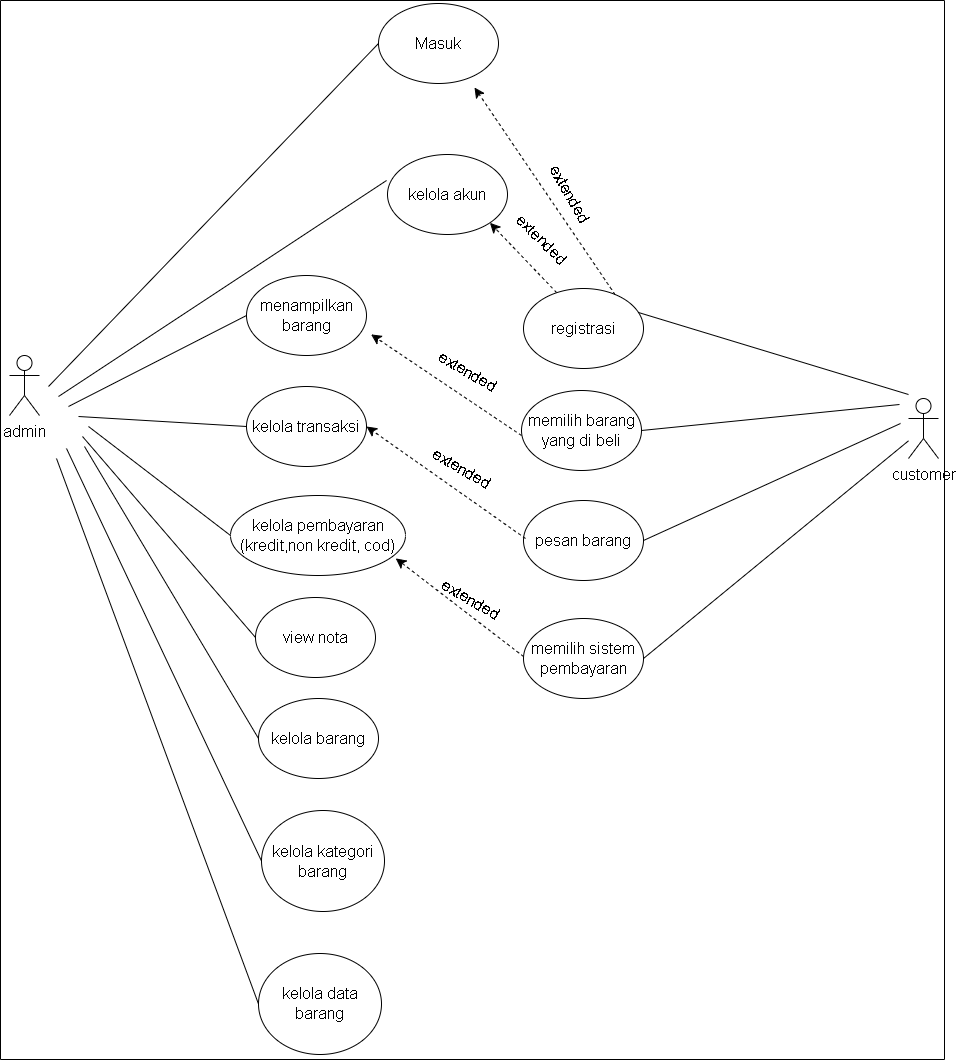 Masuk
extended
kelola akun
extended
menampilkan
barang
registrasi
extended
admin
kelola transaksi
memilih barang
yang di beli
customer
extended
kelola pembayaran
(kredit,non kredit, cod)
pesan barang
extended
view nota
memilih sistem
pembayaran
kelola barang
kelola kategori
barang
kelola data
barang